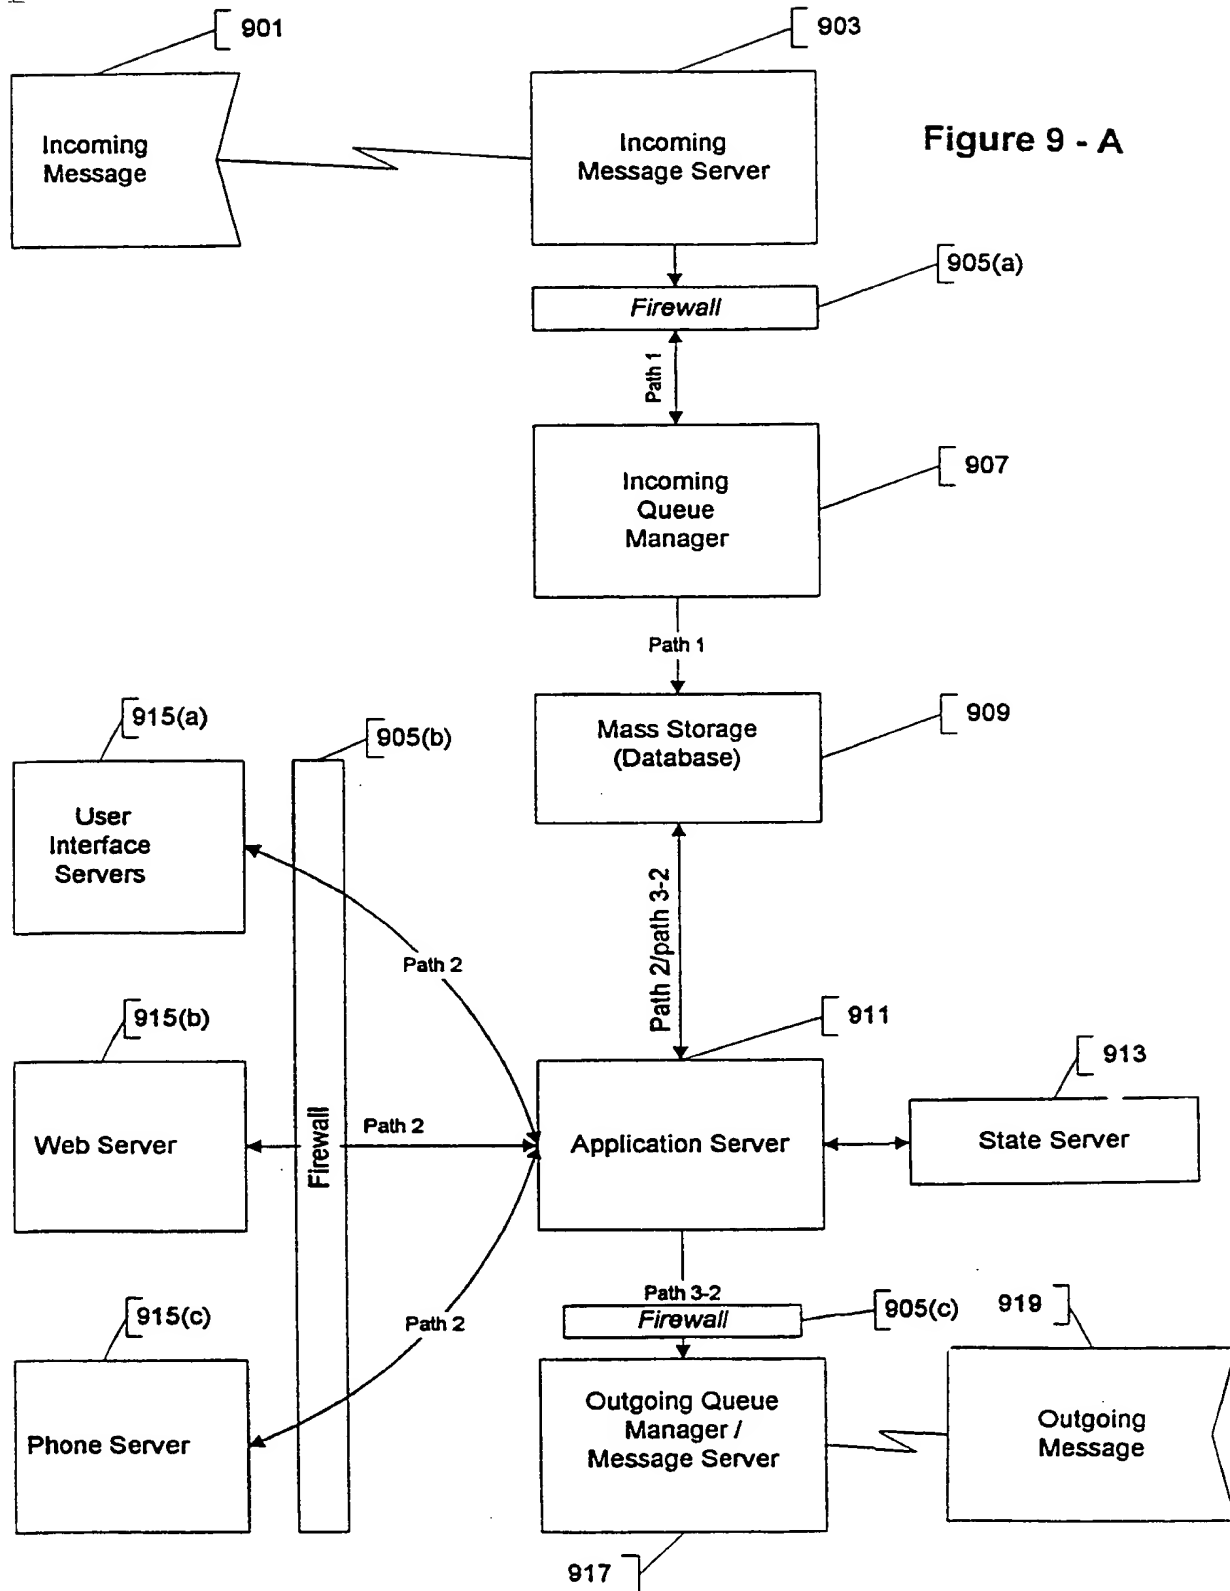 901
903
Incoming
Message
Incoming
Message Server
Figure 9 - A
905(a)
Firewall
Path 1
907
Incoming
Queue
Manager
Path 1
915(a)
905(b)
909
Mass Storage
(Database)
User
Interface
Servers
Path 2/path 3-2
Path 2
915(b)
911
913
Firewall
Path 2
Web Server
Application Server
State Server
Path 3-2
915(c)
Path 2
Firewall
905(c)
919
Phone Server
Outgoing Queue
Manager /
Message Server
Outgoing
Message
917